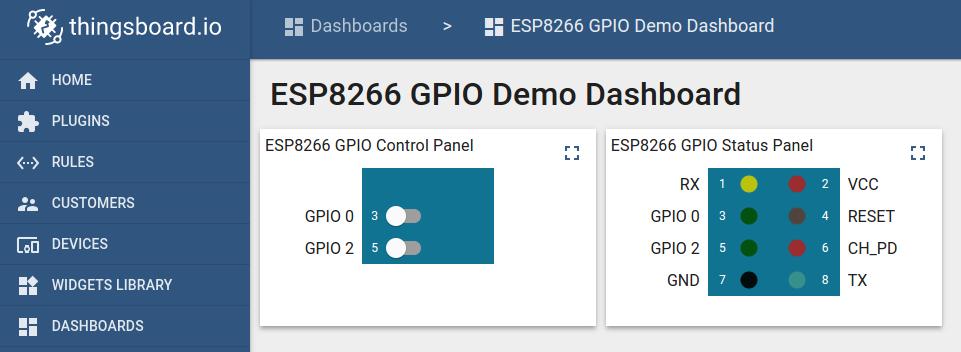 thingsboard.io
Dashboards > ESP8266 GPIO Demo Dashboard
HOME
PLUGINS
RULES
CUSTOMERS
DEVICES
WIDGETS LIBRARY
DASHBOARDS
ESP8266 GPIO Demo Dashboard
ESP8266 GPIO Control Panel
GPIO 0 3
GPIO 2 5
ESP8266 GPIO Status Panel
RX 1 2 VCC
GPIO 0 3 4 RESET
GPIO 2 5 6 CH_PD
GND 7 8 TX